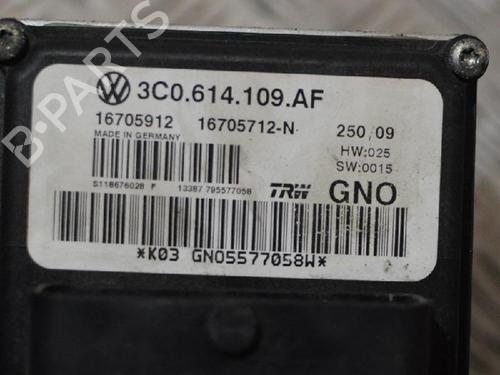 3C0.614.109.AF
16705912 16705712-N 250 09
MADE IN GERMANY HW:025
SW:0015
S118676028 F 13387 795577058 TRW GNO
*K03 GNO5577058W*
B-PARTS